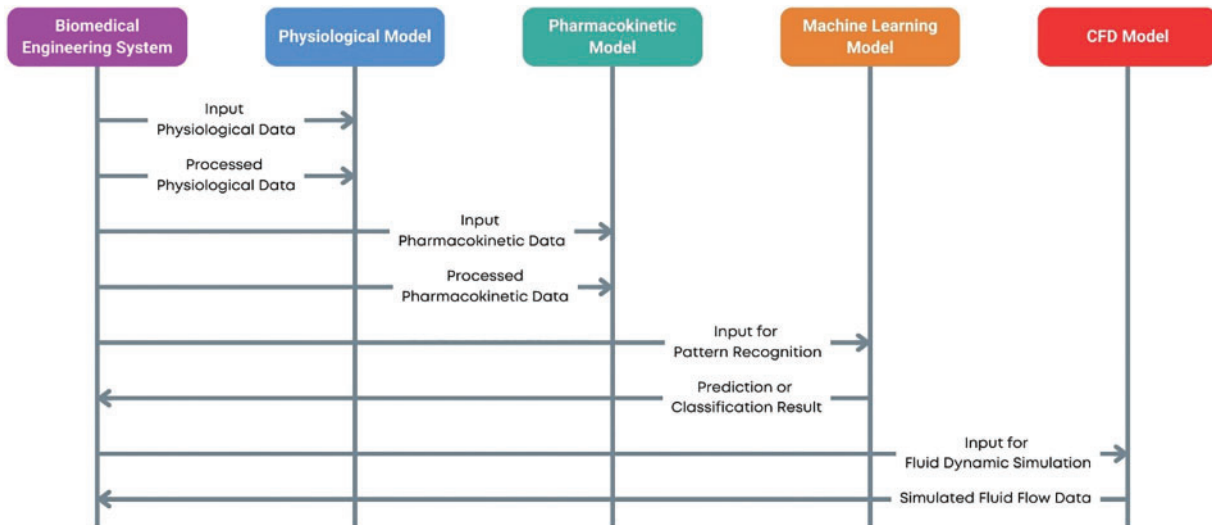 Biomedical
Engineering System
Physiological Model
Pharmacokinetic
Model
Machine Learning
Model
CFD Model
Input
Physiological Data
Processed
Physiological Data
Input
Pharmacokinetic Data
Processed
Pharmacokinetic Data
Input for
Pattern Recognition
Prediction or
Classification Result
Input for
Fluid Dynamic Simulation
Simulated Fluid Flow Data